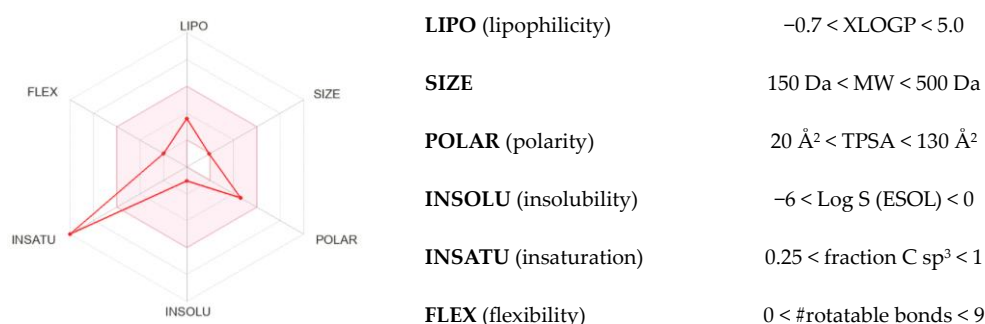 LIPO
FLEX
SIZE
INSATU
POLAR
INSOLU
LIPO (lipophilicity) −0.7 < XLOGP < 5.0
SIZE 150 Da < MW < 500 Da
POLAR (polarity) 20 Å² < TPSA < 130 Å²
INSOLU (insolubility) −6 < Log S (ESOL) < 0
INSATU (insaturation) 0.25 < fraction C sp³ < 1
FLEX (flexibility) 0 < #rotatable bonds < 9